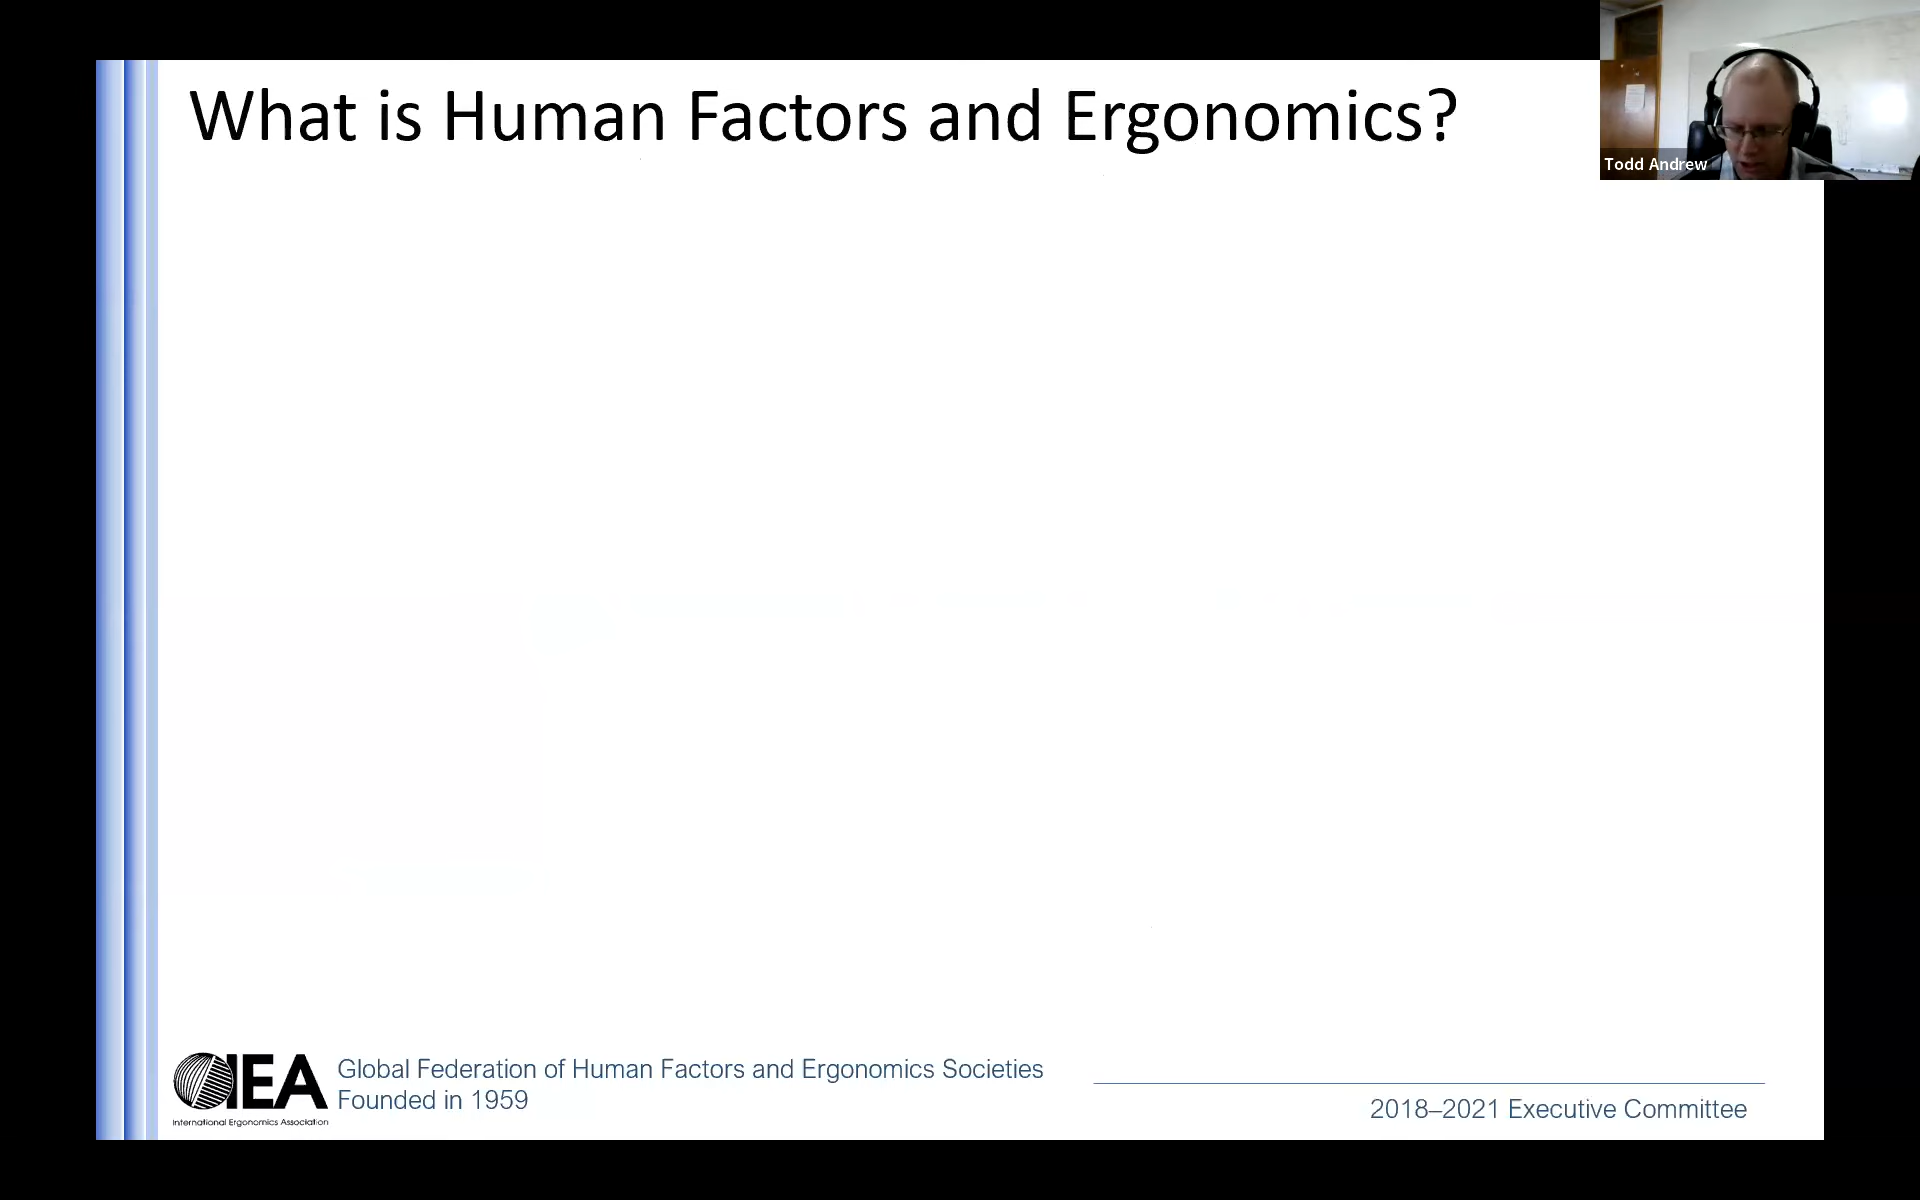 What is Human Factors and Ergonomics?
Todd Andrew
IEA
International Ergonomics Association
Global Federation of Human Factors and Ergonomics Societies
Founded in 1959
2018–2021 Executive Committee